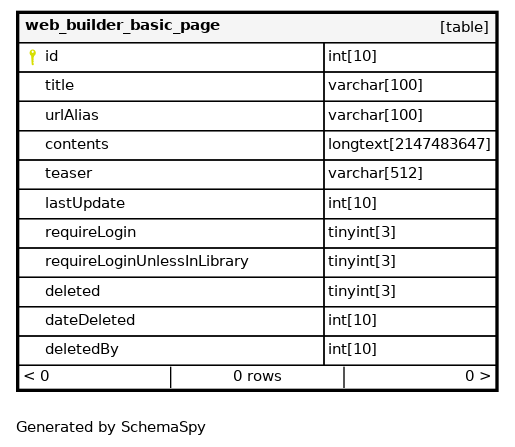 web_builder_basic_page [table]
id int[10]
title varchar[100]
urlAlias varchar[100]
contents longtext[2147483647]
teaser varchar[512]
lastUpdate int[10]
requireLogin tinyint[3]
requireLoginUnlessInLibrary tinyint[3]
deleted tinyint[3]
dateDeleted int[10]
deletedBy int[10]
< 0 0 rows 0 >
Generated by SchemaSpy